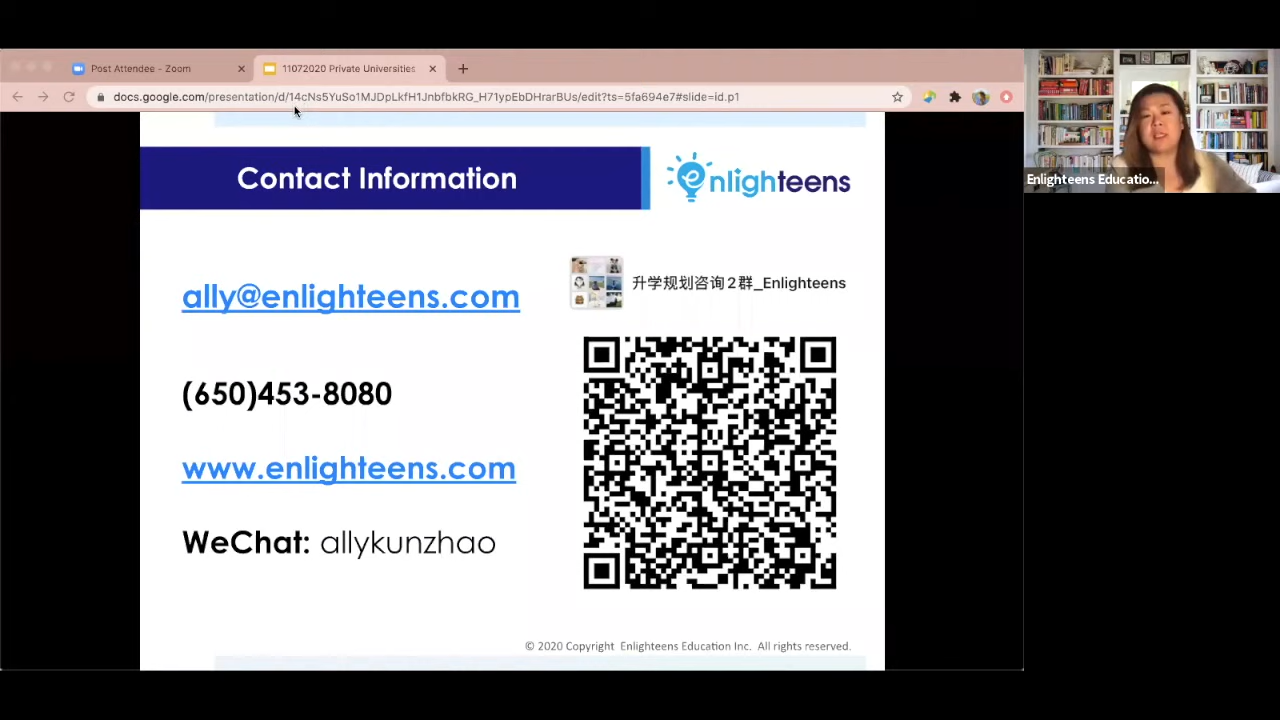 Post Attendee - Zoom
11072020 Private Universities
docs.google.com/presentation/d/14cNs5YuSoUMJDpLkfH1JnbfbkRG_H71ypEbDHrarBUs/edit?ts=5fa694e7#slide=id.p1
Enlighteens Educatio...
Contact Information
enlighteens
ally@enlighteens.com
升学规划咨询2群_Enlighteens
(650)453-8080
www.enlighteens.com
WeChat: allykunzhao
© 2020 Copyright Enlighteens Education Inc. All rights reserved.